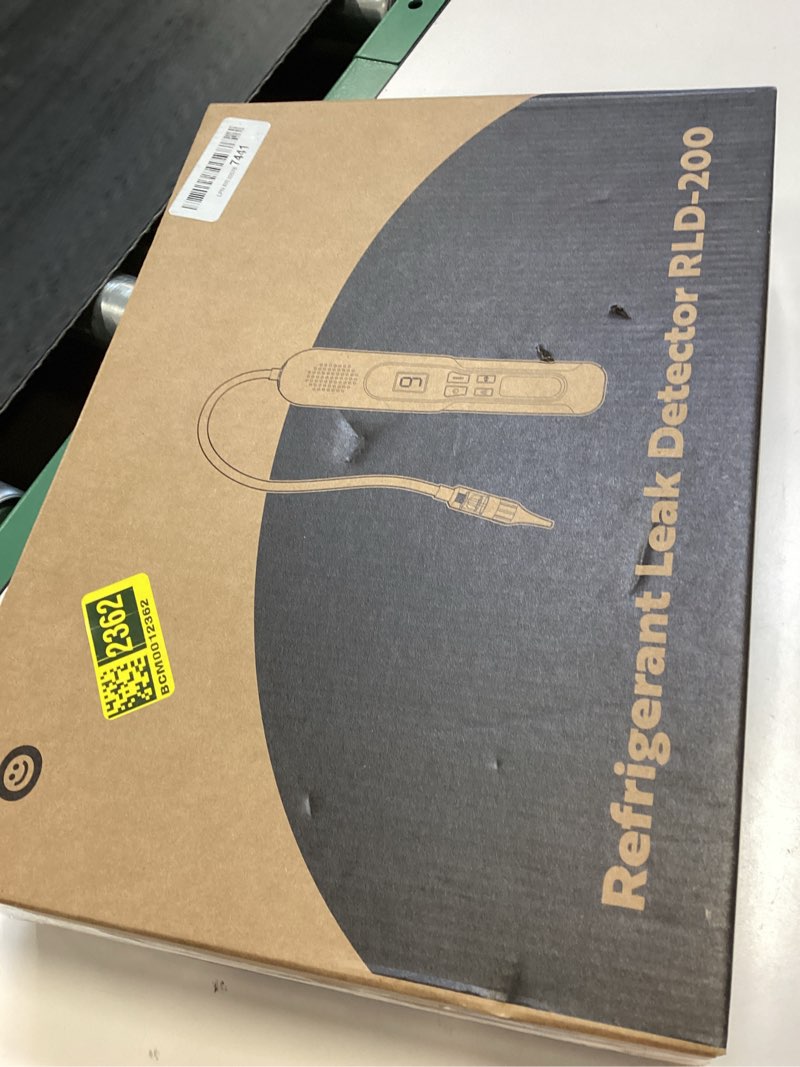 Refrigerant Leak Detector RLD-200
7441
2362
BCM0012362